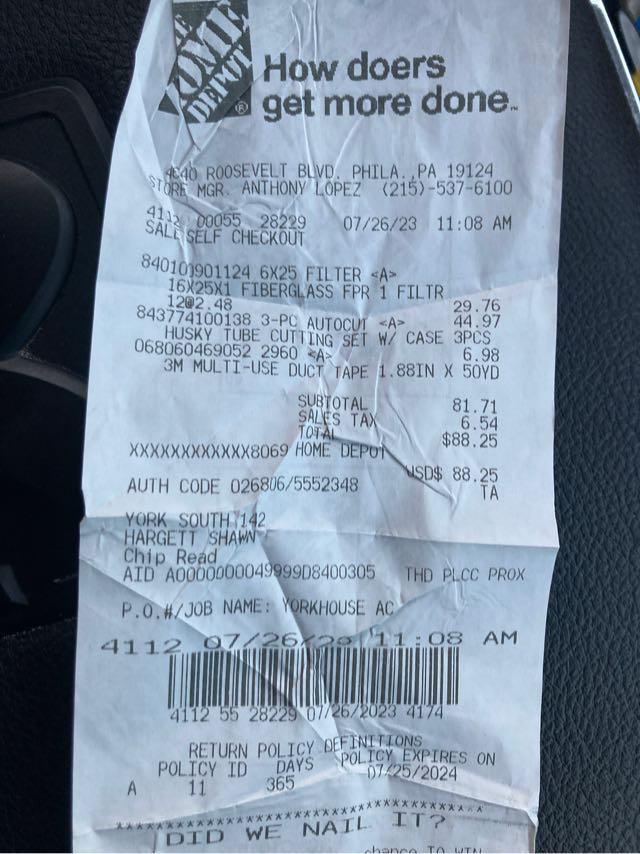 THE HOME DEPOT®
How doers
get more done™
4640 ROOSEVELT BLVD. PHILA.,PA 19124
STORE MGR. ANTHONY LOPEZ (215)-537-6100
4112 00055 28229 07/26/23 11:08 AM
SALE SELF CHECKOUT
840101901124 6X25 FILTER <A>
16X25X1 FIBERGLASS FPR 1 FILTR
12@2.48 29.76
843774100138 3-PC AUTOCUT <A> 44.97
HUSKY TUBE CUTTING SET W/ CASE 3PCS
068060469052 2960 <A> 6.98
3M MULTI-USE DUCT TAPE 1.88IN X 50YD
SUBTOTAL 81.71
SALES TAX 6.54
TOTAL $88.25
XXXXXXXXXXXX8069 HOME DEPOT
USD$ 88.25
AUTH CODE 026806/5552348 TA
YORK SOUTH 142
HARGETT SHAWN
Chip Read
AID A0000000049999D8400305 THD PLCC PROX
P.O.#/JOB NAME: YORKHOUSE AC
4112 07/26/23 11:08 AM
4112 55 28229 07/26/2023 4174
RETURN POLICY DEFINITIONS
POLICY ID DAYS POLICY EXPIRES ON
A 11 365 07/25/2024
DID WE NAIL IT?